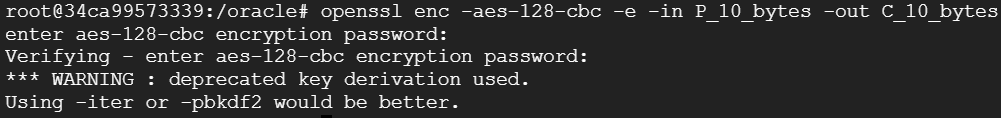 root@34ca99573339:/oracle# openssl enc -aes-128-cbc -e -in P_10_bytes -out C_10_bytes
enter aes-128-cbc encryption password:
Verifying - enter aes-128-cbc encryption password:
*** WARNING : deprecated key derivation used.
Using -iter or -pbkdf2 would be better.